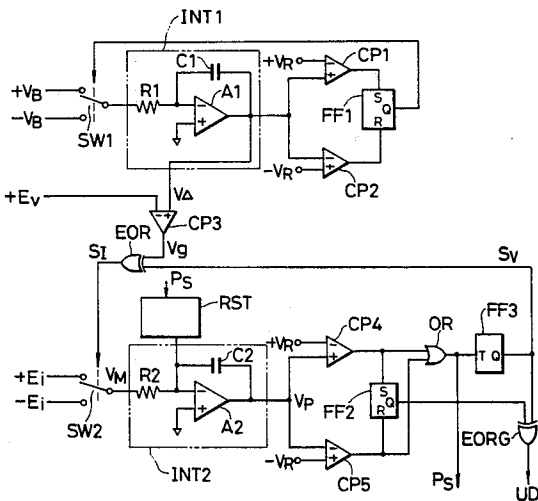 INT1
C1
+VR
CP1
+VB
R1
A1
FF1
S
Q
R
-VB
SW1
-VR
CP2
+Ev
VΔ
- +
CP3
EOR
Vg
SI
Sv
PS
RST
FF3
CP4
OR
+VR
C2
T Q
+Ei
VM
R2
VP
S
FF2
Q
R
-Ei
A2
SW2
EORG
-VR
CP5
INT2
PS
UD